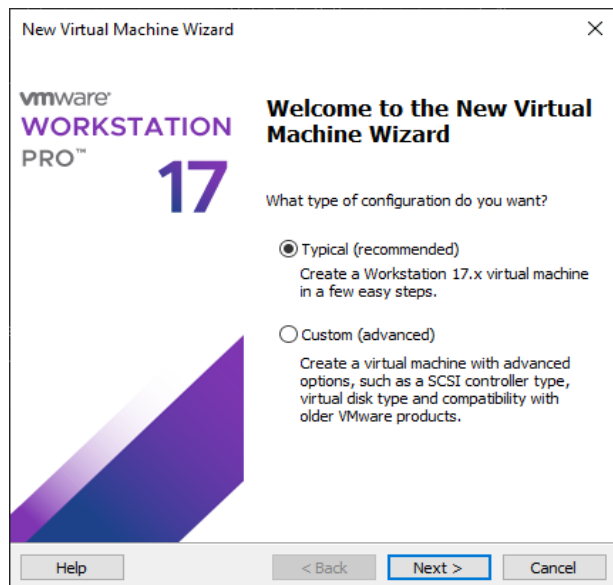 New Virtual Machine Wizard
vmware®
WORKSTATION
PRO™
17
Welcome to the New Virtual
Machine Wizard
What type of configuration do you want?
Typical (recommended)
Create a Workstation 17.x virtual machine
in a few easy steps.
Custom (advanced)
Create a virtual machine with advanced
options, such as a SCSI controller type,
virtual disk type and compatibility with
older VMware products.
Help
< Back
Next >
Cancel